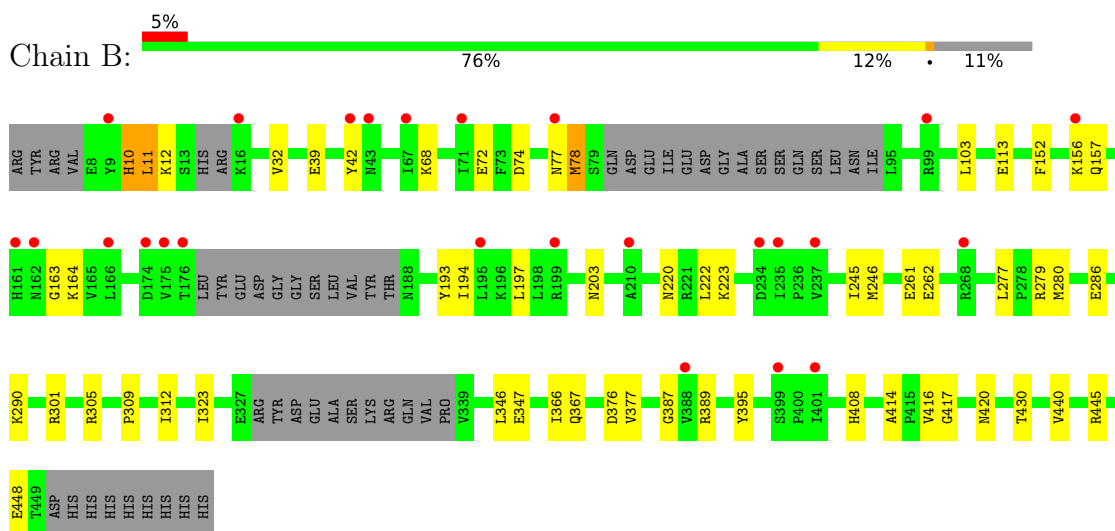 5%
Chain B:
76% 12% • 11%
ARG TYR ARG VAL E8 Y9 H10 L11 K12 S13 HIS ARG K16 V32 E39 Y42 N43 I67 K68 I71 E72 F73 D74 N77 M78 S79 GLN ASP GLU ILE GLU ASP GLY ALA SER SER GLN SER LEU ASN ILE L95 R99 L103 E113 F152 K156 Q157
H161 N162 G163 K164 V165 L166 D174 V175 T176 LEU TYR GLU ASP GLY GLY SER LEU VAL TYR THR N188 Y193 I194 L195 K196 L197 L198 R199 N203 A210 N220 R221 L222 K223 D234 I235 P236 V237 I245 M246 E261 E262 R268 L277 P278 R279 M280 E286
K290 R301 R305 P309 I312 I323 E327 ARG TYR ASP GLU ALA SER LYS ARG GLN VAL PRO V339 L346 E347 I366 Q367 D376 V377 G387 V388 R389 Y395 S399 P400 I401 H408 A414 P415 V416 G417 N420 T430 V440 R445
E448 T449 ASP HIS HIS HIS HIS HIS HIS HIS